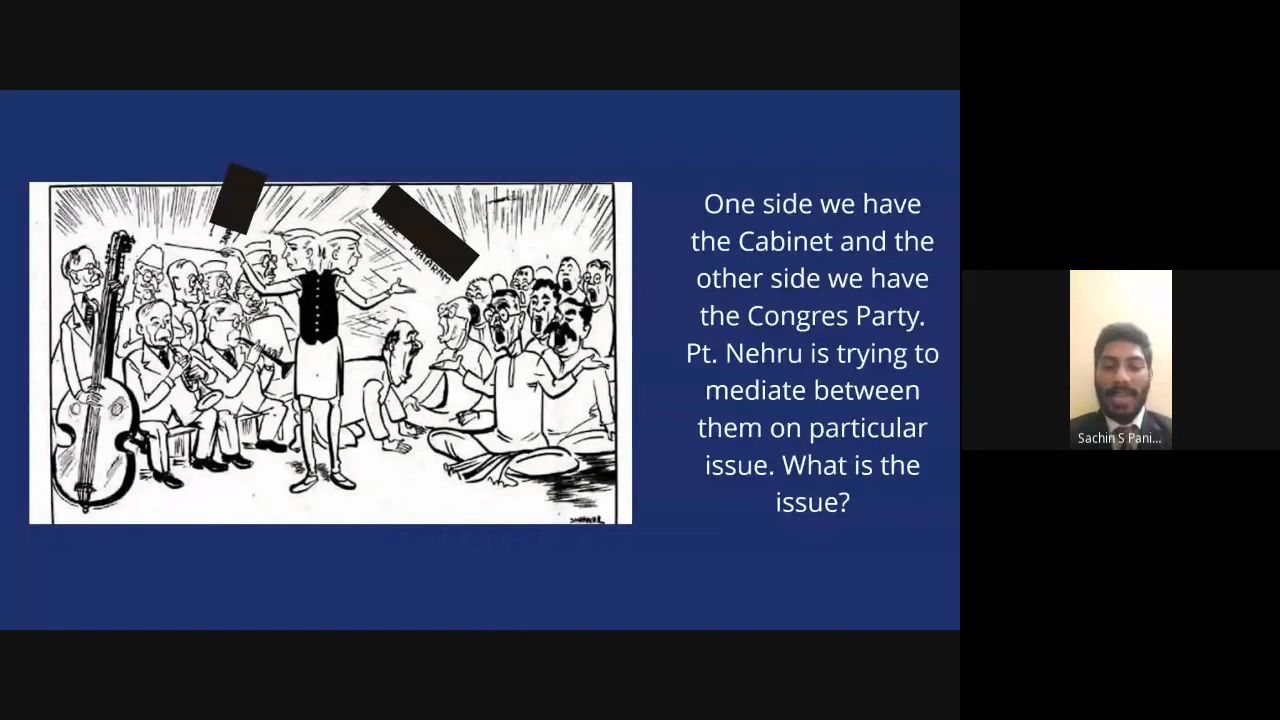 One side we have
the Cabinet and the
other side we have
the Congres Party.
Pt. Nehru is trying to
mediate between
them on particular
issue. What is the
issue?
Sachin S Pani...